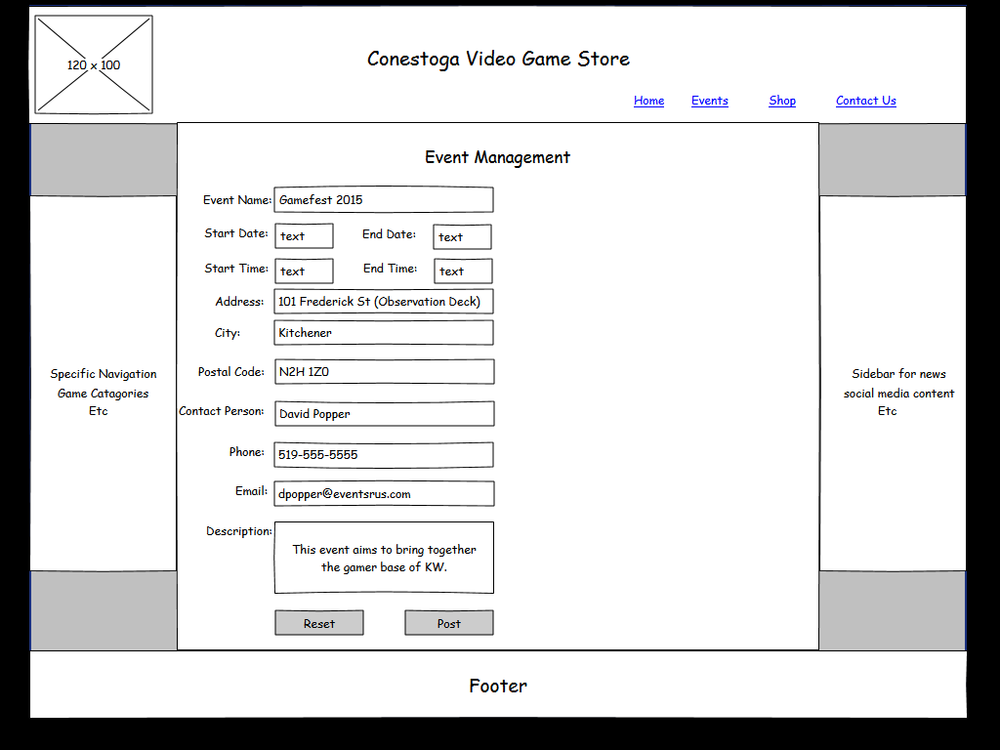 120 x 100
Conestoga Video Game Store
Home Events Shop Contact Us
Event Management
Event Name: Gamefest 2015
Start Date: text End Date: text
Start Time: text End Time: text
Address: 101 Frederick St (Observation Deck)
City: Kitchener
Postal Code: N2H 1Z0
Contact Person: David Popper
Phone: 519-555-5555
Email: dpopper@eventsrus.com
Description: This event aims to bring together
the gamer base of KW.
Reset Post
Specific Navigation
Game Catagories
Etc
Sidebar for news
social media content
Etc
Footer